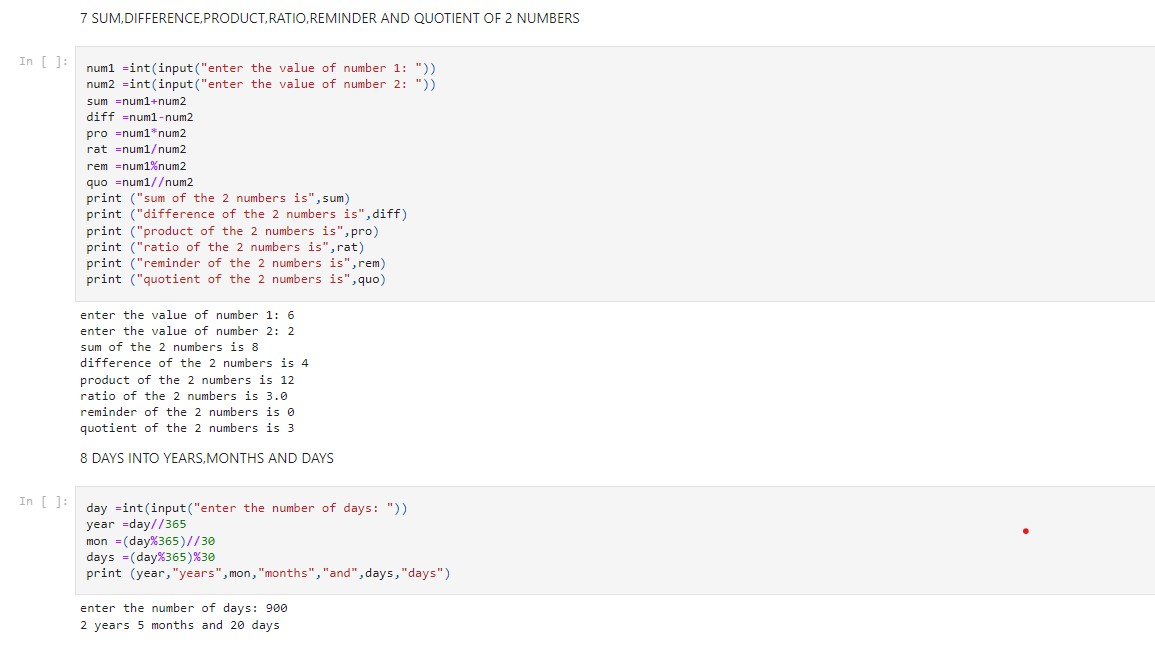 7 SUM,DIFFERENCE,PRODUCT,RATIO,REMINDER AND QUOTIENT OF 2 NUMBERS
In [ ]:
num1 =int(input("enter the value of number 1: "))
num2 =int(input("enter the value of number 2: "))
sum =num1+num2
diff =num1-num2
pro =num1*num2
rat =num1/num2
rem =num1%num2
quo =num1//num2
print ("sum of the 2 numbers is",sum)
print ("difference of the 2 numbers is",diff)
print ("product of the 2 numbers is",pro)
print ("ratio of the 2 numbers is",rat)
print ("reminder of the 2 numbers is",rem)
print ("quotient of the 2 numbers is",quo)
enter the value of number 1: 6
enter the value of number 2: 2
sum of the 2 numbers is 8
difference of the 2 numbers is 4
product of the 2 numbers is 12
ratio of the 2 numbers is 3.0
reminder of the 2 numbers is 0
quotient of the 2 numbers is 3
8 DAYS INTO YEARS,MONTHS AND DAYS
In [ ]:
day =int(input("enter the number of days: "))
year =day//365
mon =(day%365)//30
days =(day%365)%30
print (year,"years",mon,"months","and",days,"days")
enter the number of days: 900
2 years 5 months and 20 days